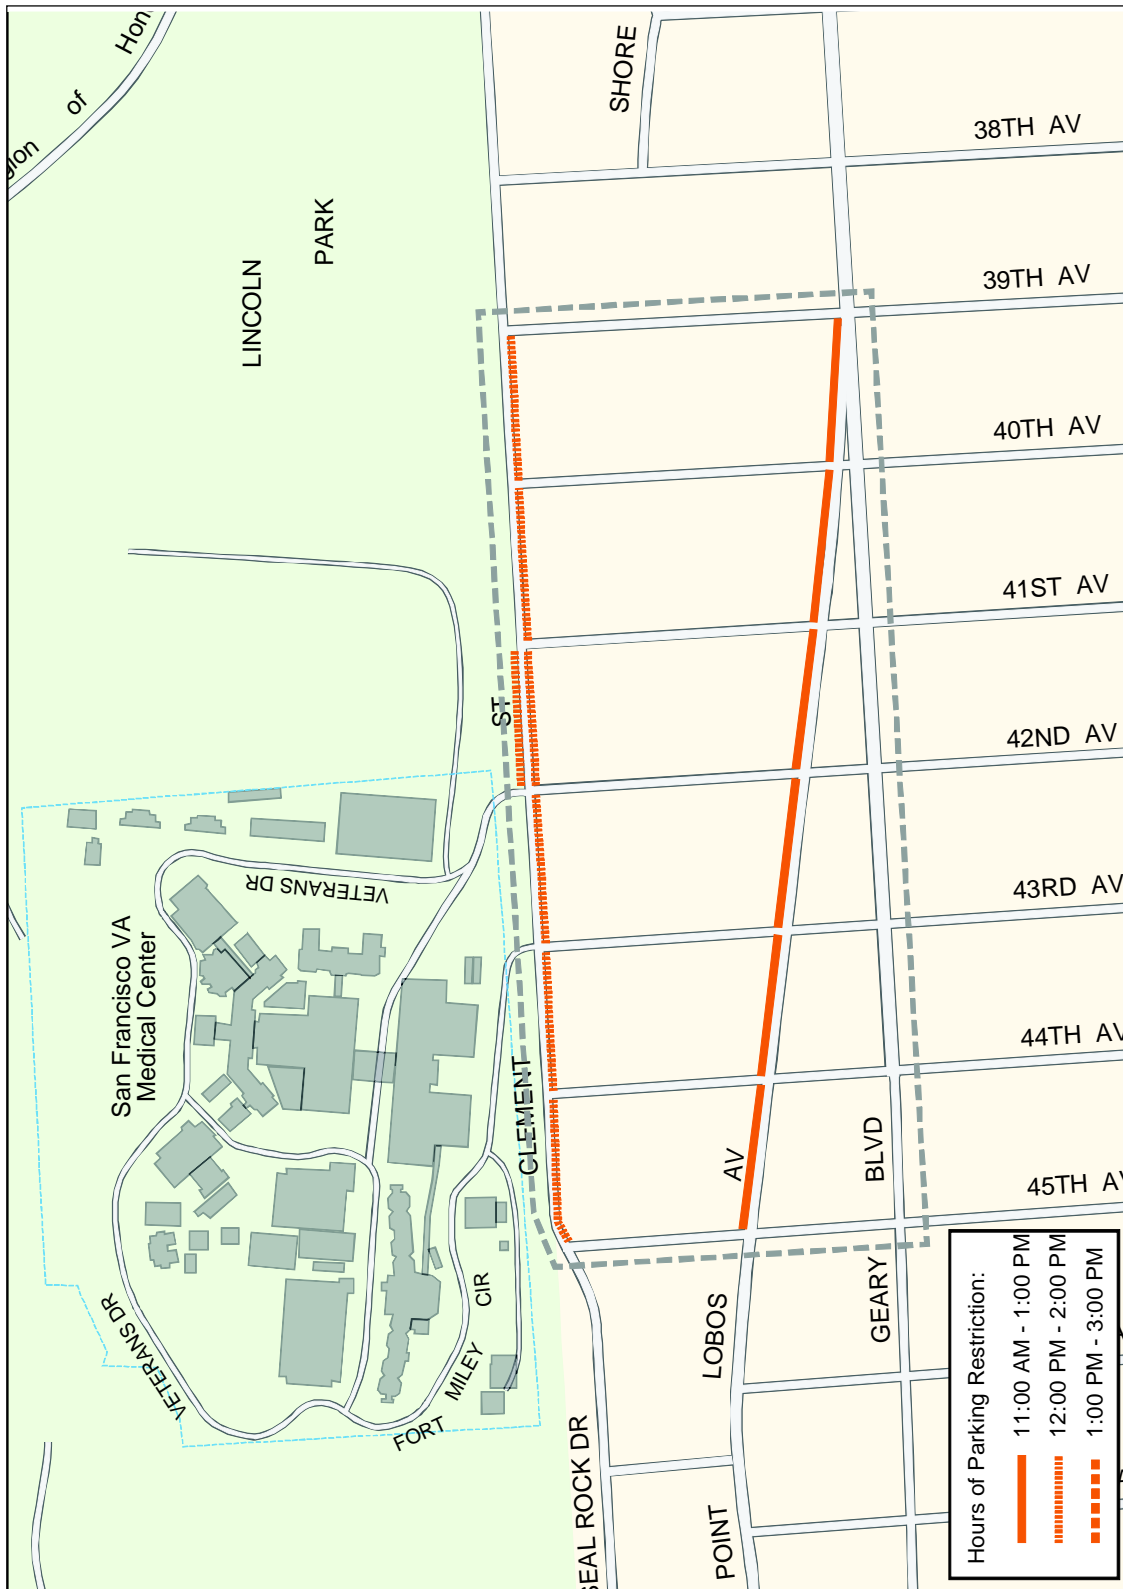 Hon
of
gion
SHORE
38TH AV
LINCOLN
PARK
39TH AV
40TH AV
41ST AV
ST
42ND AV
VETERANS DR
43RD AV
San Francisco VA
Medical Center
CLEMENT
44TH AV
AV
BLVD
45TH AV
VETERANS DR
CIR
MILEY
FORT
LOBOS
GEARY
SEAL ROCK DR
POINT
Hours of Parking Restriction:
11:00 AM - 1:00 PM
12:00 PM - 2:00 PM
1:00 PM - 3:00 PM